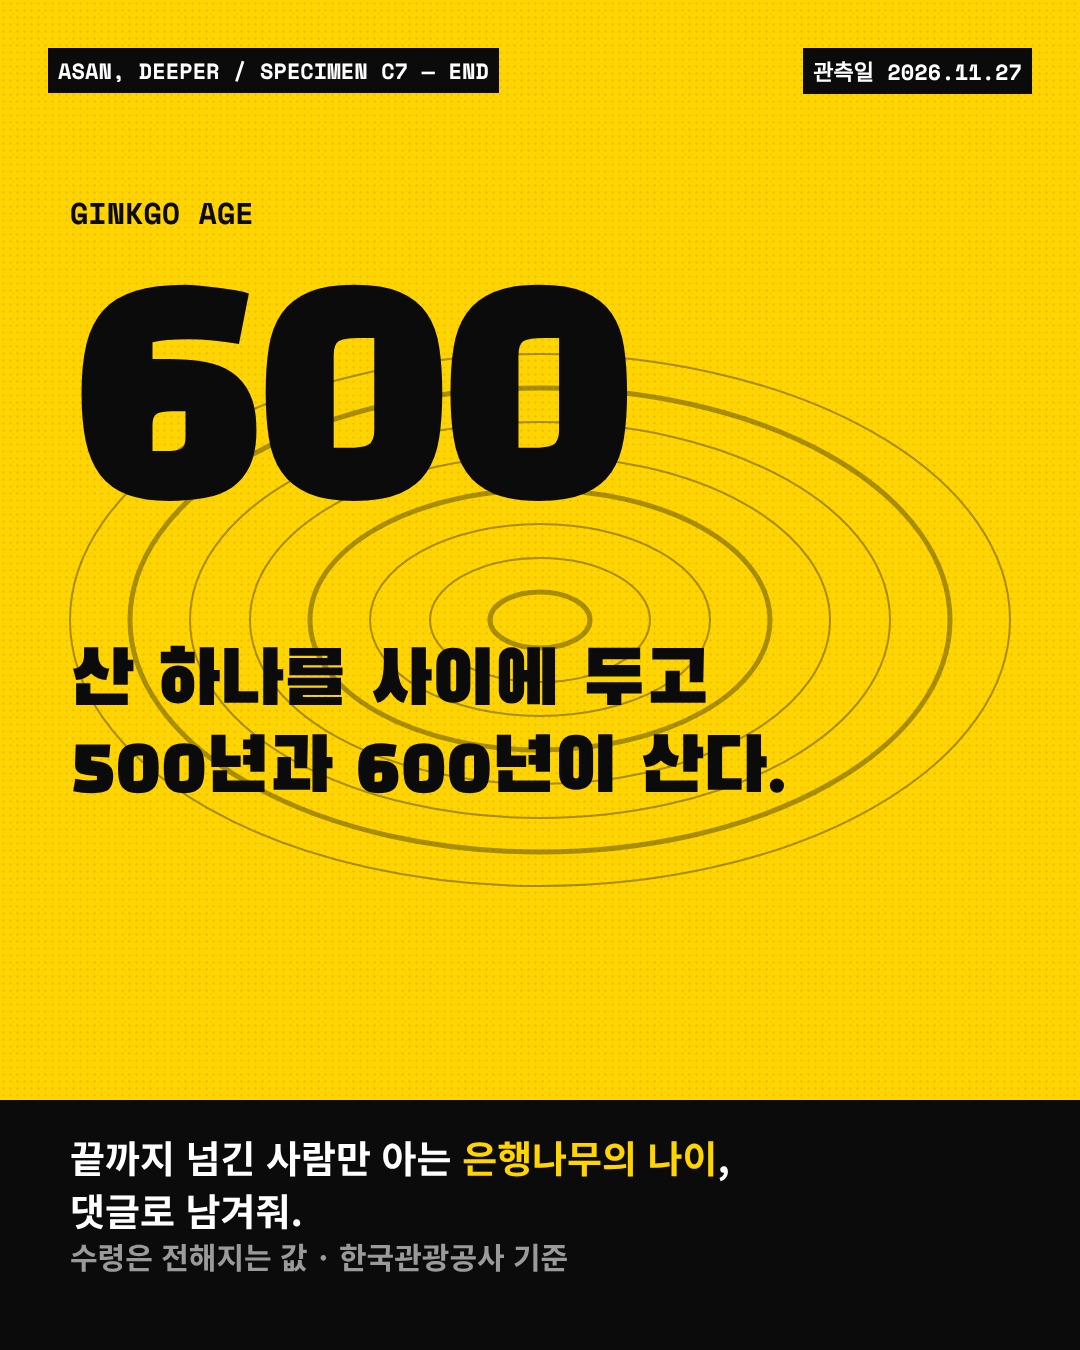 ASAN, DEEPER / SPECIMEN C7 — END
관측일 2026.11.27
GINKGO AGE
600
산 하나를 사이에 두고
500년과 600년이 산다.
끝까지 넘긴 사람만 아는 은행나무의 나이,
댓글로 남겨줘.
수령은 전해지는 값 · 한국관광공사 기준